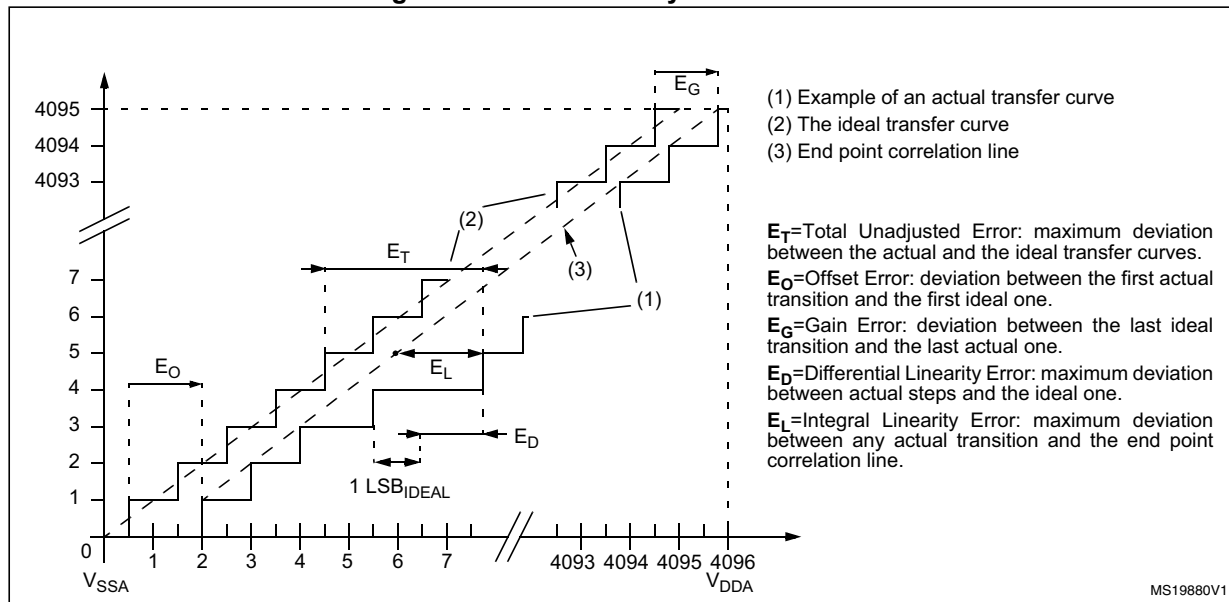 E_G
4095
4094
4093
7
6
5
4
3
2
1
0
(2)
E_T
(3)
(1)
E_O
E_L
E_D
1 LSB_IDEAL
1 2 3 4 5 6 7 4093 4094 4095 4096
V_SSA
V_DDA
(1) Example of an actual transfer curve
(2) The ideal transfer curve
(3) End point correlation line
E_T=Total Unadjusted Error: maximum deviation
between the actual and the ideal transfer curves.
E_O=Offset Error: deviation between the first actual
transition and the first ideal one.
E_G=Gain Error: deviation between the last ideal
transition and the last actual one.
E_D=Differential Linearity Error: maximum deviation
between actual steps and the ideal one.
E_L=Integral Linearity Error: maximum deviation
between any actual transition and the end point
correlation line.
MS19880V1